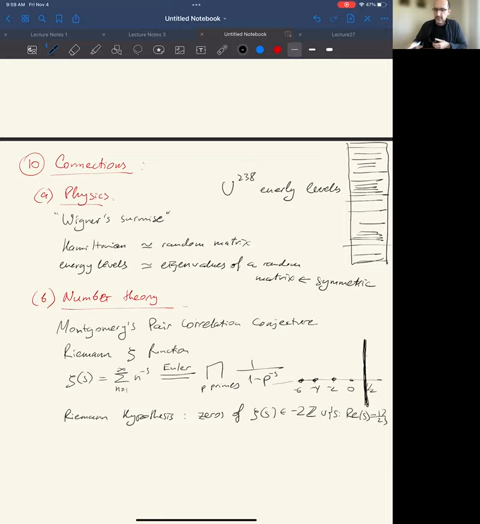 9:59 AM Fri Nov 4
47%
Untitled Notebook
Lecture Notes 1
Lecture Notes 3
Untitled Notebook
Lecture27
10 Connections :
U^238 energy levels
(a) Physics.
"Wigner's surmise"
Hamiltonian ≃ random matrix
energy levels ≃ eigenvalues of a random
matrix ← symmetric
(b) Number theory
Montgomery's Pair Correlation Conjecture
Riemann ζ function
ζ(s) = ∑_{n=1}^{∞} n^{-s} Euler = ∏_{p primes} 1/(1-p^{-s})
-6 -4 -2 0 1/2
Riemann Hypothesis : zeros of ζ(s) ∈ -2ℤ ∪ {s: Re(s)=1/2}